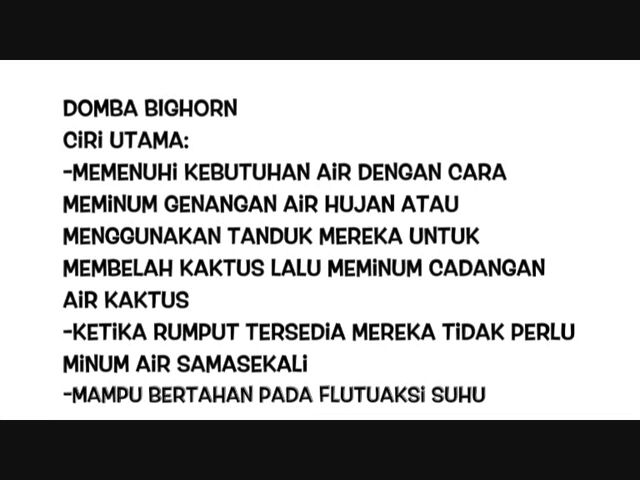 DOMBA BIGHORN
CIRI UTAMA:
-MEMENUHI KEBUTUHAN AIR DENGAN CARA
MEMINUM GENANGAN AIR HUJAN ATAU
MENGGUNAKAN TANDUK MEREKA UNTUK
MEMBELAH KAKTUS LALU MEMINUM CADANGAN
AIR KAKTUS
-KETIKA RUMPUT TERSEDIA MEREKA TIDAK PERLU
MINUM AIR SAMASEKALI
-MAMPU BERTAHAN PADA FLUTUAKSI SUHU